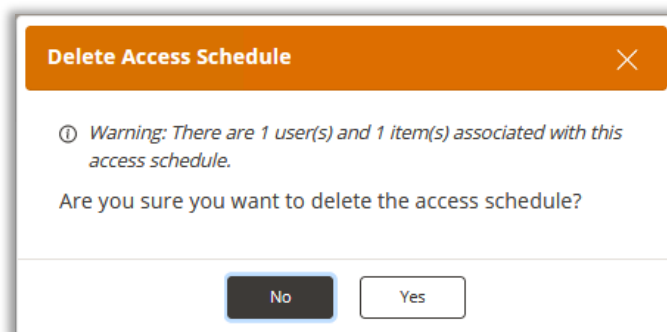 Delete Access Schedule
Warning: There are 1 user(s) and 1 item(s) associated with this
access schedule.
Are you sure you want to delete the access schedule?
No
Yes